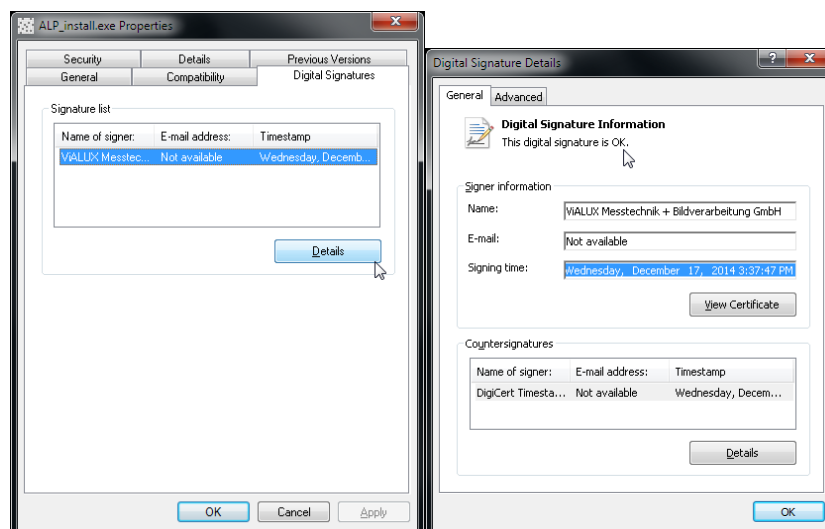 ALP_install.exe Properties
Security Details Previous Versions
General Compatibility Digital Signatures
Signature list
Name of signer: E-mail address: Timestamp
ViALUX Messtec... Not available Wednesday, Decemb...
Details
OK Cancel Apply
Digital Signature Details
General Advanced
Digital Signature Information
This digital signature is OK.
Signer information
Name: ViALUX Messtechnik + Bildverarbeitung GmbH
E-mail: Not available
Signing time: Wednesday, December 17, 2014 3:37:47 PM
View Certificate
Countersignatures
Name of signer: E-mail address: Timestamp
DigiCert Timesta... Not available Wednesday, Decem...
Details
OK